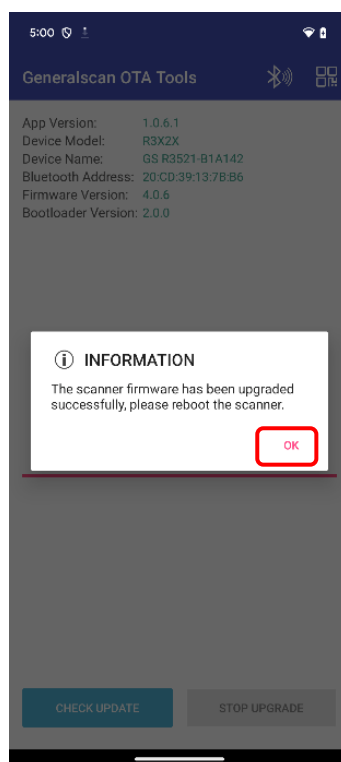 5:00
Generalscan OTA Tools
App Version: 1.0.6.1
Device Model: R3X2X
Device Name: GS R3521-B1A142
Bluetooth Address: 20:CD:39:13:7B:B6
Firmware Version: 4.0.6
Bootloader Version: 2.0.0
INFORMATION
The scanner firmware has been upgraded
successfully, please reboot the scanner.
OK
CHECK UPDATE
STOP UPGRADE